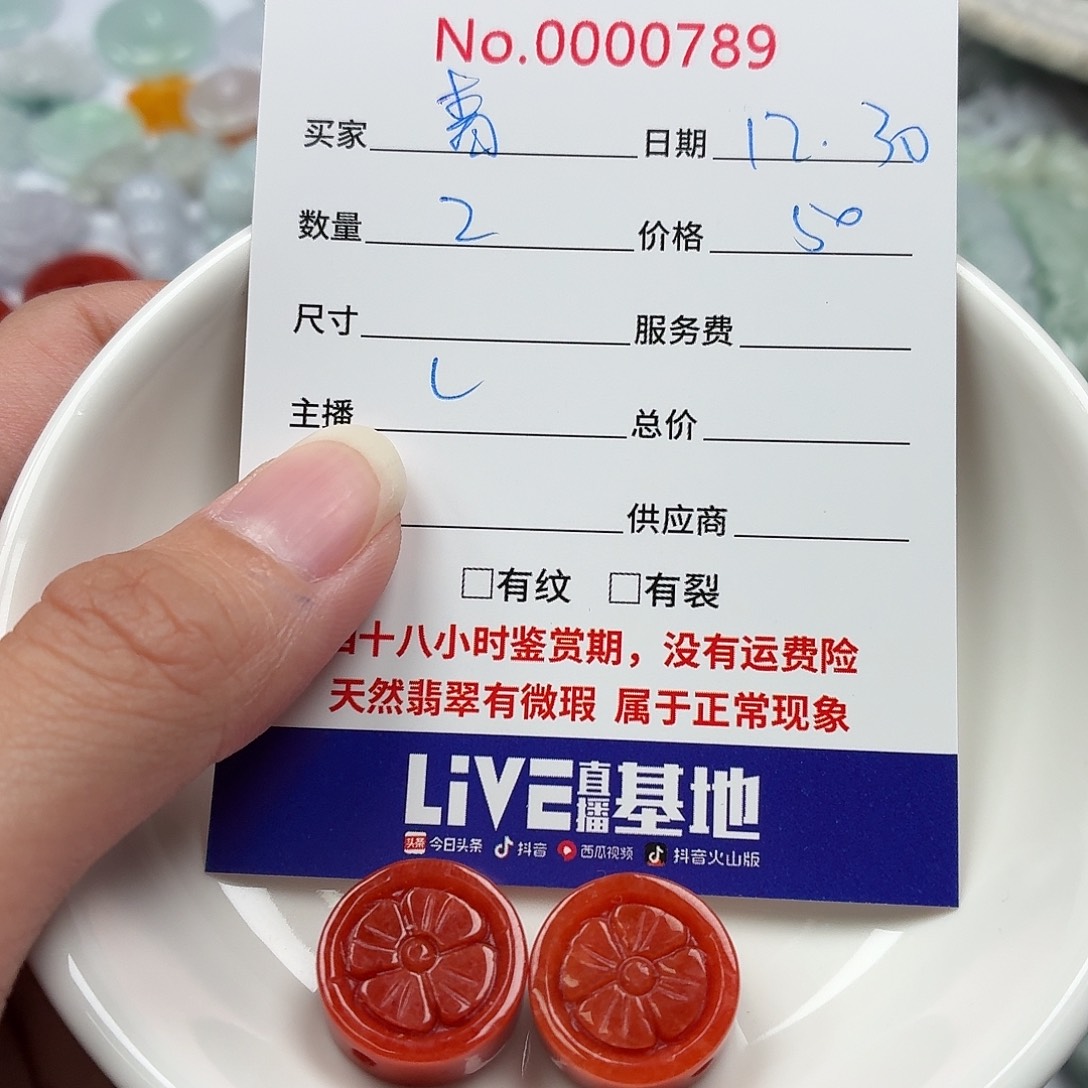 No.0000789
买家 青 日期 12.30
数量 2 价格 50
尺寸 服务费
主播 L 总价
供应商
□有纹 □有裂
十八小时鉴赏期，没有运费险
天然翡翠有微瑕 属于正常现象
LiVE直播基地
头条 今日头条 抖音 西瓜视频 抖音火山版